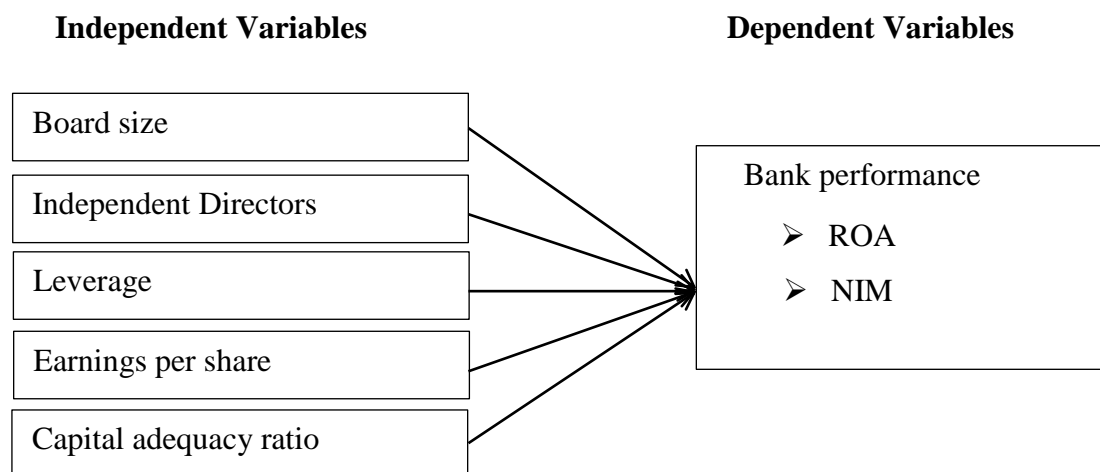 Independent Variables
Dependent Variables
Board size
Independent Directors
Leverage
Earnings per share
Capital adequacy ratio
Bank performance
➢ ROA
➢ NIM